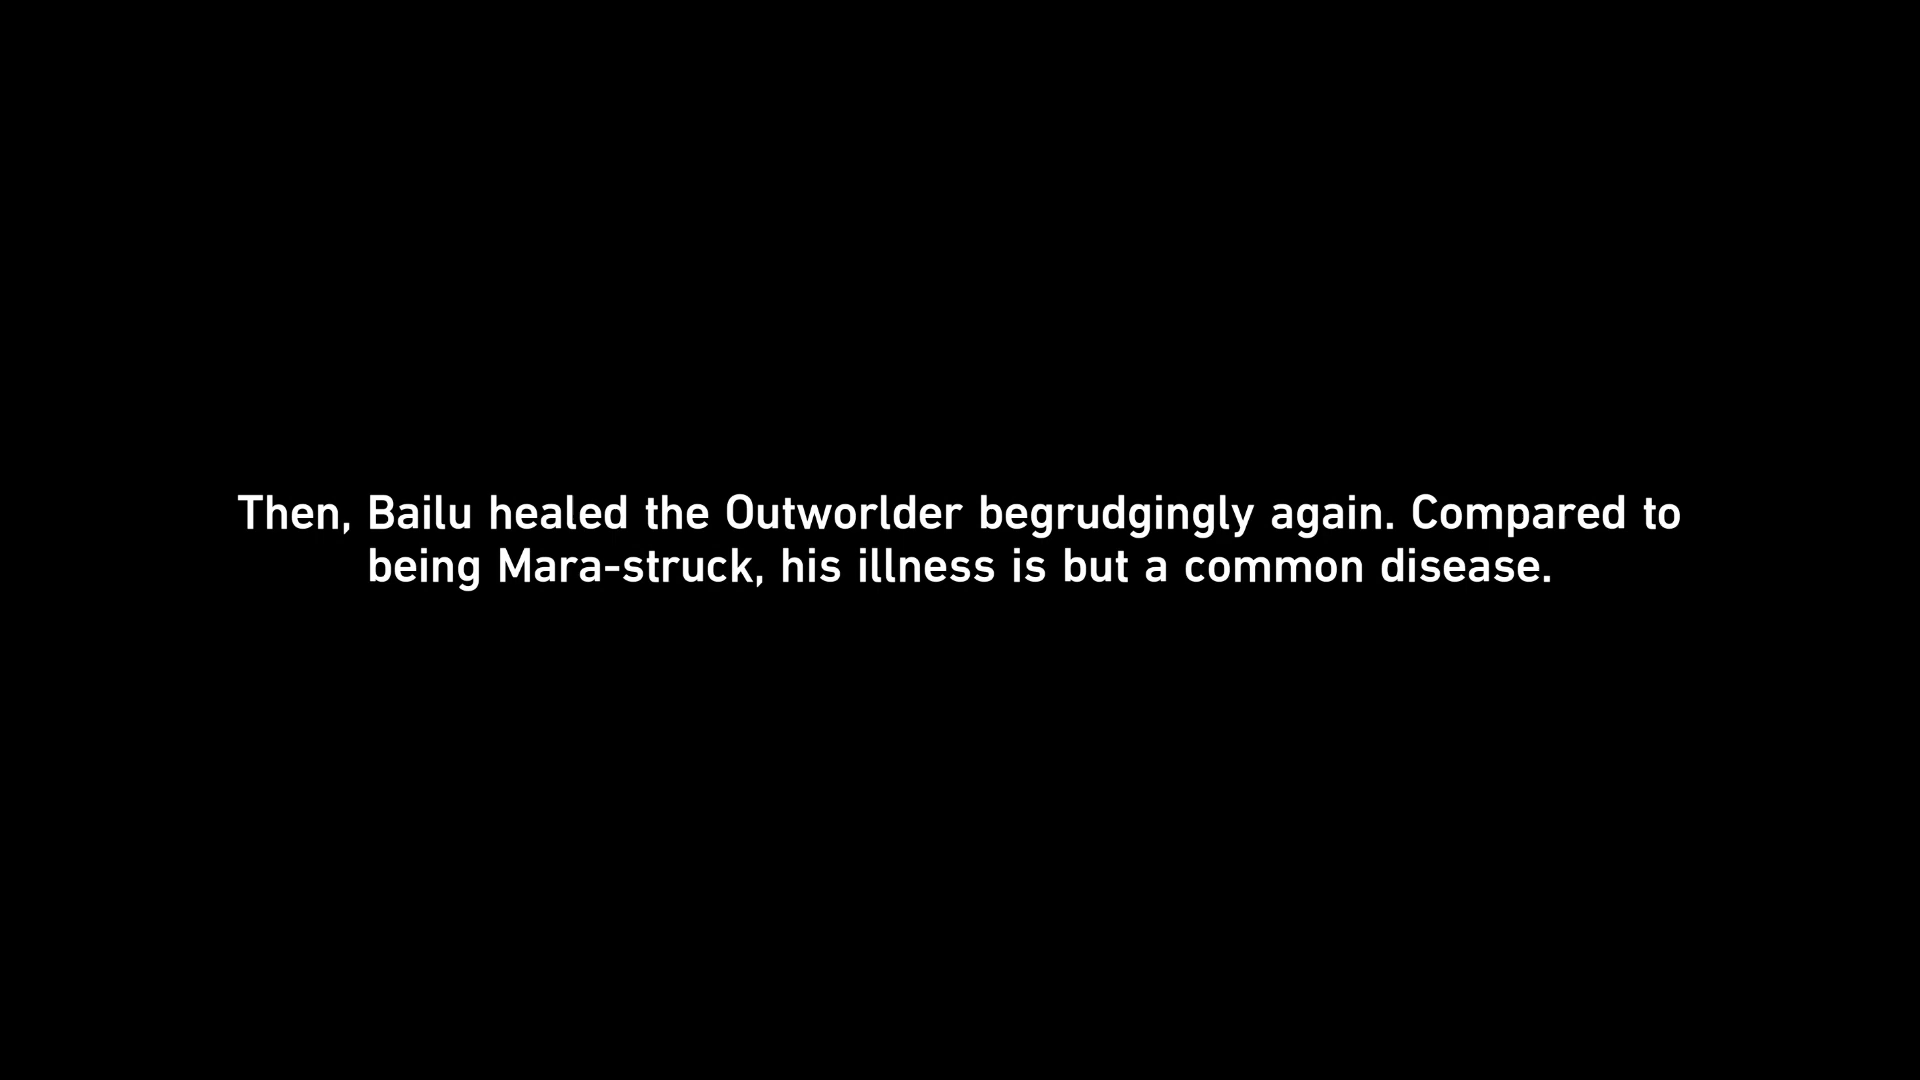 Then, Bailu healed the Outworlder begrudgingly again. Compared to
being Mara-struck, his illness is but a common disease.